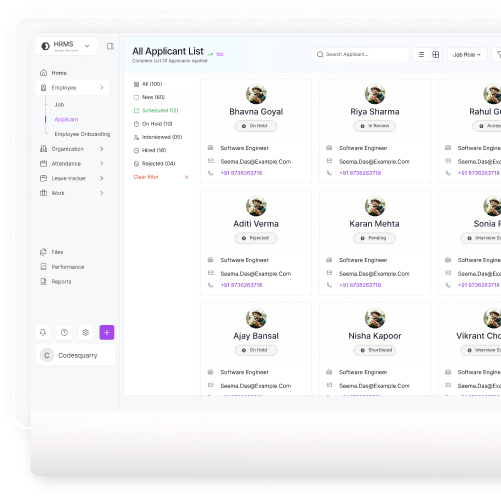 HRMS
Human Resource
Home
Employee
Job
Applicant
Employee Onboarding
Organization
Attendance
Leave tracker
Work
Files
Performance
Reports
C Codesquarry
All Applicant List 102
Complete List Of Applicants Applied
Search Applicant...
Job Role
All (100)
New (60)
Scheduled (12)
On Hold (10)
Interviewed (05)
Hired (16)
Rejected (04)
Clear filter
Bhavna Goyal
On Hold
Software Engineer
Seema.Das@Example.Com
+91 8736263718
Riya Sharma
In Review
Software Engineer
Seema.Das@Example.Com
+91 8736263718
Rahul Gu
Accep
Software Engine
Seema.Das@Exa
+91 8736263718
Aditi Verma
Rejected
Software Engineer
Seema.Das@Example.Com
+91 8736263718
Karan Mehta
Pending
Software Engineer
Seema.Das@Example.Com
+91 8736263718
Sonia R
Interview Sc
Software Engine
Seema.Das@Exa
+91 8736263718
Ajay Bansal
On Hold
Software Engineer
Seema.Das@Example.Com
Nisha Kapoor
Shortlisted
Software Engineer
Seema.Das@Example.Com
Vikrant Cho
Interview Sc
Software Engine
Seema.Das@Exa